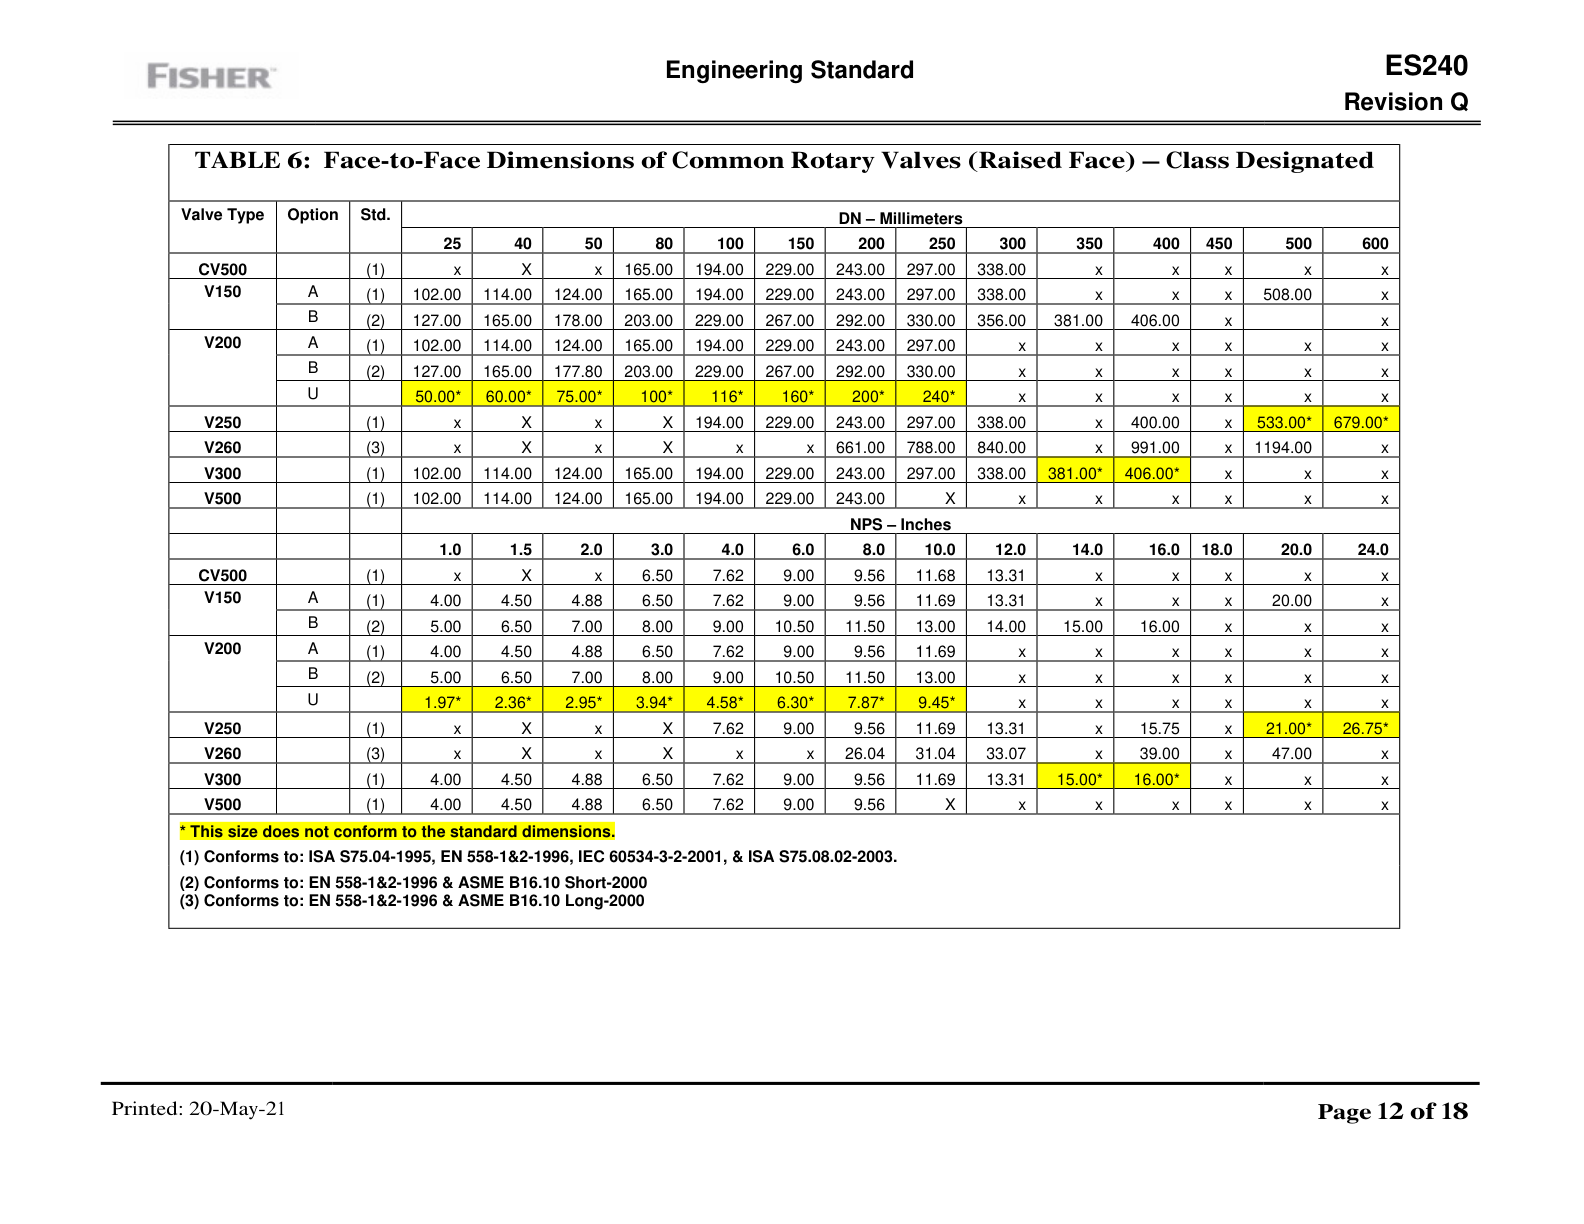 FISHER™ Engineering Standard ES240
Revision Q
TABLE 6: Face-to-Face Dimensions of Common Rotary Valves (Raised Face) – Class Designated
Valve Type Option Std. DN – Millimeters
25 40 50 80 100 150 200 250 300 350 400 450 500 600
CV500 (1) x X x 165.00 194.00 229.00 243.00 297.00 338.00 x x x x x
V150 A (1) 102.00 114.00 124.00 165.00 194.00 229.00 243.00 297.00 338.00 x x x 508.00 x
B (2) 127.00 165.00 178.00 203.00 229.00 267.00 292.00 330.00 356.00 381.00 406.00 x x
V200 A (1) 102.00 114.00 124.00 165.00 194.00 229.00 243.00 297.00 x x x x x x
B (2) 127.00 165.00 177.80 203.00 229.00 267.00 292.00 330.00 x x x x x x
U 50.00* 60.00* 75.00* 100* 116* 160* 200* 240* x x x x x x
V250 (1) x X x X 194.00 229.00 243.00 297.00 338.00 x 400.00 x 533.00* 679.00*
V260 (3) x X x X x x 661.00 788.00 840.00 x 991.00 x 1194.00 x
V300 (1) 102.00 114.00 124.00 165.00 194.00 229.00 243.00 297.00 338.00 381.00* 406.00* x x x
V500 (1) 102.00 114.00 124.00 165.00 194.00 229.00 243.00 X x x x x x x
NPS – Inches
1.0 1.5 2.0 3.0 4.0 6.0 8.0 10.0 12.0 14.0 16.0 18.0 20.0 24.0
CV500 (1) x X x 6.50 7.62 9.00 9.56 11.68 13.31 x x x x x
V150 A (1) 4.00 4.50 4.88 6.50 7.62 9.00 9.56 11.69 13.31 x x x 20.00 x
B (2) 5.00 6.50 7.00 8.00 9.00 10.50 11.50 13.00 14.00 15.00 16.00 x x x
V200 A (1) 4.00 4.50 4.88 6.50 7.62 9.00 9.56 11.69 x x x x x x
B (2) 5.00 6.50 7.00 8.00 9.00 10.50 11.50 13.00 x x x x x x
U 1.97* 2.36* 2.95* 3.94* 4.58* 6.30* 7.87* 9.45* x x x x x x
V250 (1) x X x X 7.62 9.00 9.56 11.69 13.31 x 15.75 x 21.00* 26.75*
V260 (3) x X x X x x 26.04 31.04 33.07 x 39.00 x 47.00 x
V300 (1) 4.00 4.50 4.88 6.50 7.62 9.00 9.56 11.69 13.31 15.00* 16.00* x x x
V500 (1) 4.00 4.50 4.88 6.50 7.62 9.00 9.56 X x x x x x x
* This size does not conform to the standard dimensions.
(1) Conforms to: ISA S75.04-1995, EN 558-1&2-1996, IEC 60534-3-2-2001, & ISA S75.08.02-2003.
(2) Conforms to: EN 558-1&2-1996 & ASME B16.10 Short-2000
(3) Conforms to: EN 558-1&2-1996 & ASME B16.10 Long-2000
Printed: 20-May-21 Page 12 of 18